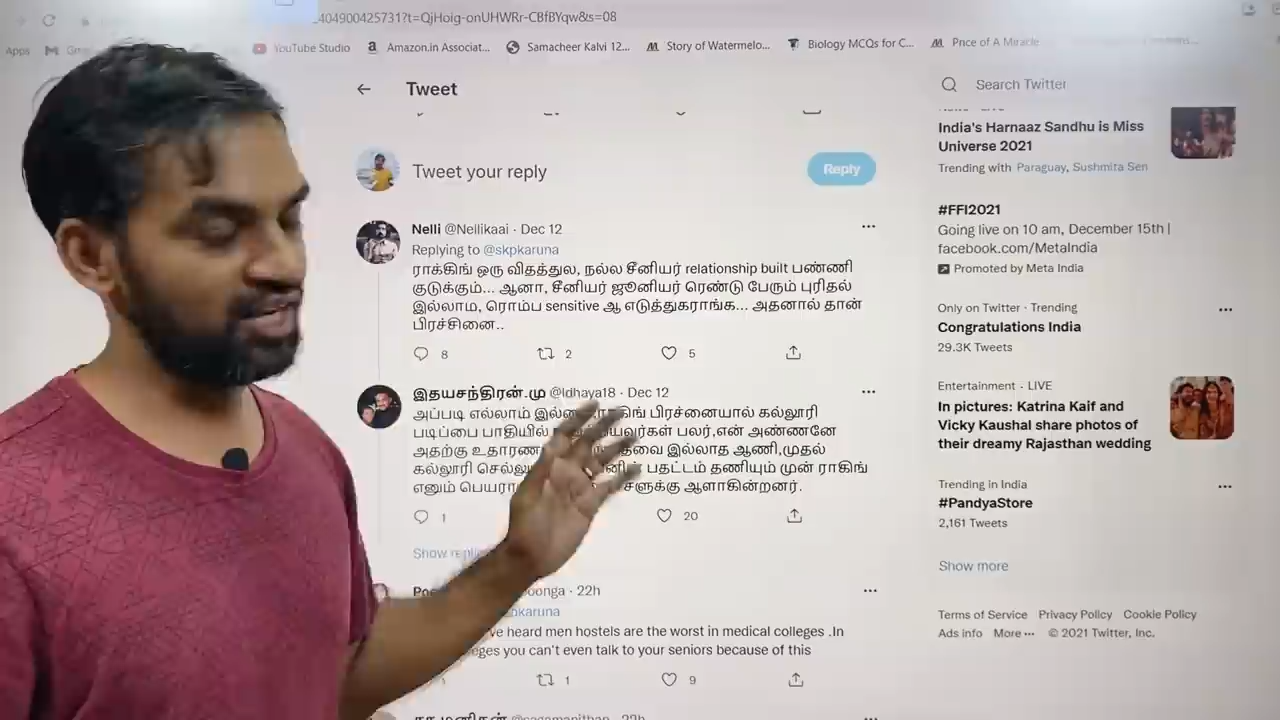 404900425731?t=QjHoig-onUHWRr-CBfBYqw&s=08
Apps
YouTube Studio
Amazon.in Associat...
Samacheer Kalvi 12...
Story of Watermelo...
Biology MCQs for C...
Price of A Miracle
Tweet
Search Twitter
Tweet your reply
Reply
Nelli @Neilikaai · Dec 12
Replying to @skpkaruna
ராக்கிங் ஒரு விதத்துல, நல்ல சீனியர் relationship built பண்ணி
குடுக்கும்... ஆனா, சீனியர் ஜூனியர் ரெண்டு பேரும் புரிதல்
இல்லாம, ரொம்ப sensitive ஆ எடுத்துகராங்க... அதனால் தான்
பிரச்சினை..
8 2 5
இதயசந்திரன்.மு @Idhaya18 · Dec 12
அப்படி எல்லாம் பிரச்னையால் கல்லூரி
படிப்பை பாதியில் பலர்,என் அண்ணனே
அதற்கு இல்லாத ஆணி,முதல்
கல்லூரி பதட்டம் தணியும் முன் ராகிங்
எனும் ஆளாகின்றனர்.
1 20
Show
· 22h
heard men hostels are the worst in medical colleges .In
you can't even talk to your seniors because of this
1 9
India's Harnaaz Sandhu is Miss
Universe 2021
Trending with Paraguay, Sushmita Sen
#FFI2021
Going live on 10 am, December 15th |
facebook.com/MetaIndia
Promoted by Meta India
Only on Twitter · Trending
Congratulations India
29.3K Tweets
Entertainment · LIVE
In pictures: Katrina Kaif and
Vicky Kaushal share photos of
their dreamy Rajasthan wedding
Trending in India
#PandyaStore
2,161 Tweets
Show more
Terms of Service Privacy Policy Cookie Policy
Ads info More ··· © 2021 Twitter, Inc.